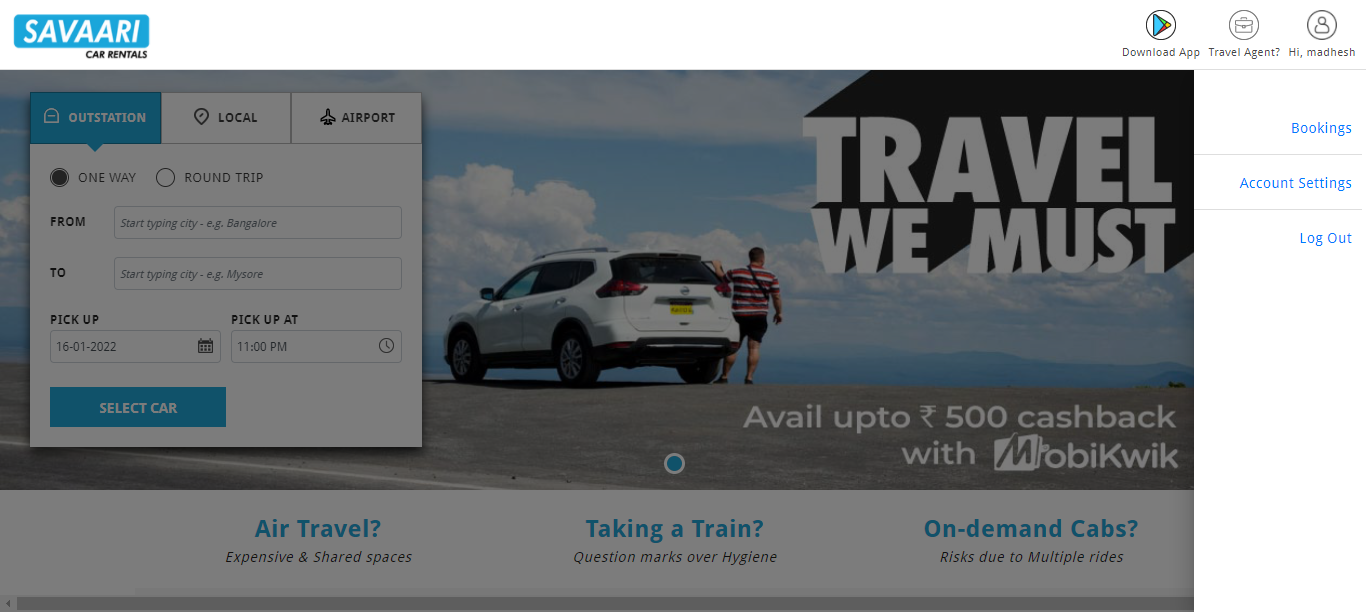 SAVAARI
CAR RENTALS
Download App
Travel Agent?
Hi, madhesh
OUTSTATION
LOCAL
AIRPORT
ONE WAY
ROUND TRIP
FROM
Start typing city - e.g. Bangalore
TO
Start typing city - e.g. Mysore
PICK UP
PICK UP AT
16-01-2022
11:00 PM
SELECT CAR
TRAVEL
WE MUST
Avail upto ₹ 500 cashback
with MobiKwik
Bookings
Account Settings
Log Out
Air Travel?
Expensive & Shared spaces
Taking a Train?
Question marks over Hygiene
On-demand Cabs?
Risks due to Multiple rides